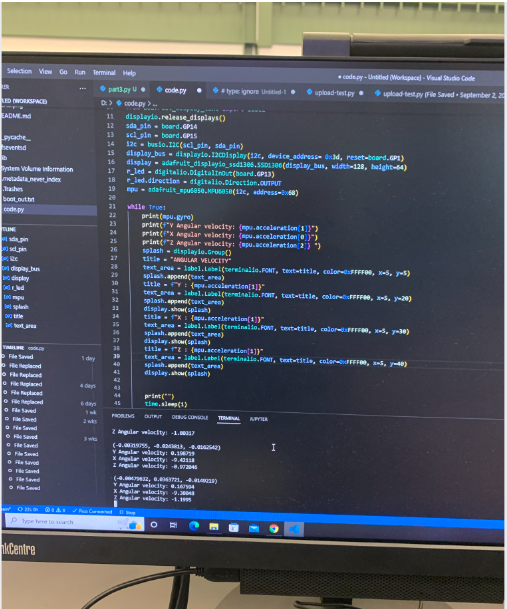 Selection View Go Run Terminal Help
● code.py - Untitled (Workspace) - Visual Studio Code
part3.py U ● code.py ● # type: ignore Untitled-1 ● upload-test.py ● upload-test.py (File Saved • September 2, 20
D: > code.py > ...
LED (WORKSPACE)
EADME.md
_pycache_
fseventsd
lib
System Volume Information
.metadata_never_index
.Trashes
boot_out.txt
code.py
TLINE
sda_pin
scl_pin
i2c
display_bus
display
r_led
mpu
splash
title
text_area
TIMELINE code.py
File Saved 1 day
File Replaced
File Replaced
File Replaced 4 days
File Replaced
File Replaced 6 days
File Saved 1 wk
File Saved 2 wks
File Saved
File Saved 3 wks
File Saved
File Saved
File Saved
File Saved
11 displayio.release_displays()
12 sda_pin = board.GP14
13 scl_pin = board.GP15
14 i2c = busio.I2C(scl_pin, sda_pin)
15 display_bus = displayio.I2CDisplay(i2c, device_address= 0x3d, reset=board.GP1)
16 display = adafruit_displayio_ssd1306.SSD1306(display_bus, width=128, height=64)
17 r_led = digitalio.DigitalInOut(board.GP13)
18 r_led.direction = digitalio.Direction.OUTPUT
19 mpu = adafruit_mpu6050.MPU6050(i2c, address=0x68)
20
21 while True:
22 print(mpu.gyro)
23 print(f"Y Angular velocity: {mpu.acceleration[1]}")
24 print(f"X Angular velocity: {mpu.acceleration[0]}")
25 print(f"Z Angular velocity: {mpu.acceleration[2]} ")
26 splash = displayio.Group()
27 title = "ANGULAR VELOCITY"
28 text_area = label.Label(terminalio.FONT, text=title, color=0xFFFF00, x=5, y=5)
29 splash.append(text_area)
30 title = f"Y : {mpu.acceleration[1]}"
31 text_area = label.Label(terminalio.FONT, text=title, color=0xFFFF00, x=5, y=20)
32 splash.append(text_area)
33 display.show(splash)
34 title = f"X : {mpu.acceleration[1]}"
35 text_area = label.Label(terminalio.FONT, text=title, color=0xFFFF00, x=5, y=30)
36 splash.append(text_area)
37 display.show(splash)
38 title = f"Z : {mpu.acceleration[1]}"
39 text_area = label.Label(terminalio.FONT, text=title, color=0xFFFF00, x=5, y=40)
40 splash.append(text_area)
41 display.show(splash)
42
43
44 print("")
45 time.sleep(1)
PROBLEMS OUTPUT DEBUG CONSOLE TERMINAL JUPYTER
Z Angular velocity: -1.00317
(-0.00319755, -0.0243813, -0.0162542)
Y Angular velocity: 0.198719
X Angular velocity: -9.43118
Z Angular velocity: -0.972046
(-0.00479632, 0.0363721, -0.0149219)
Y Angular velocity: 0.167594
X Angular velocity: -9.36048
Z Angular velocity: -1.1995
Pico Connected Stop
Type here to search
nkCentre